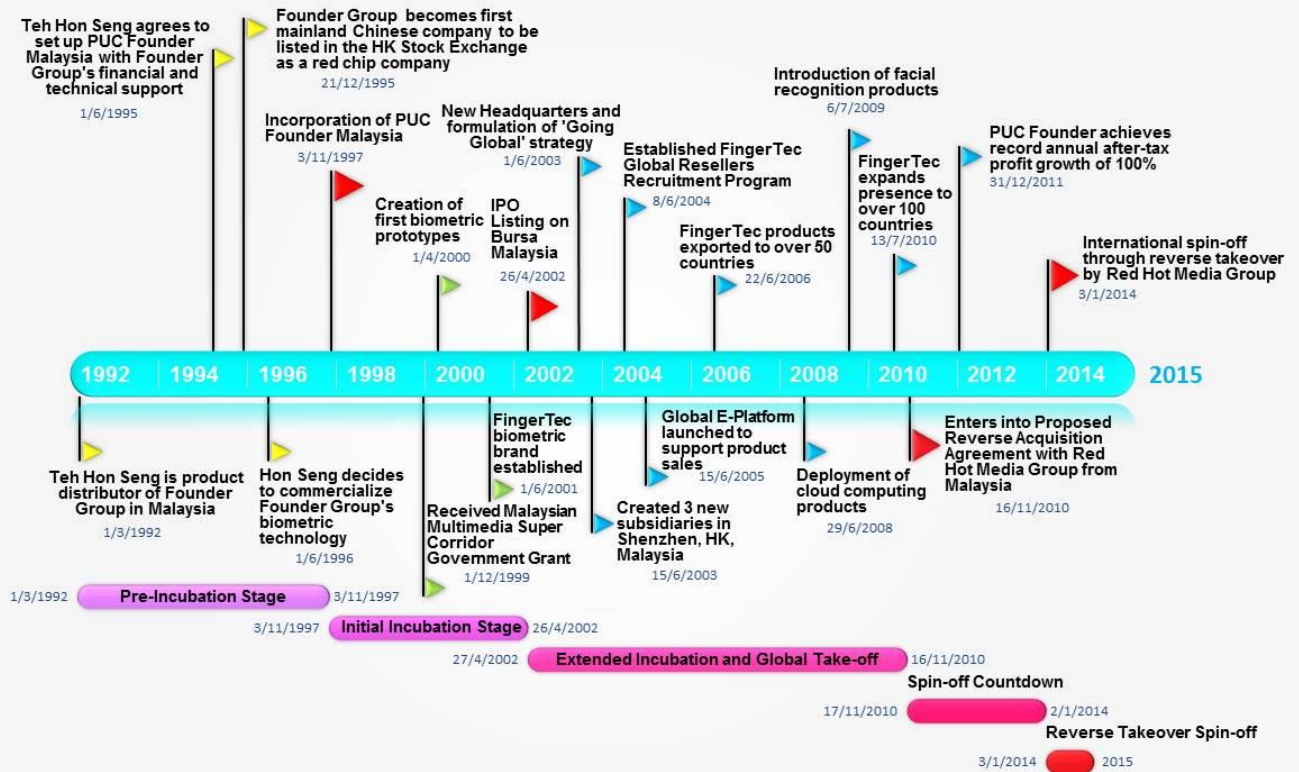 Teh Hon Seng agrees to
set up PUC Founder
Malaysia with Founder
Group's financial and
technical support
1/6/1995
Founder Group becomes first
mainland Chinese company to be
listed in the HK Stock Exchange
as a red chip company
21/12/1995
Incorporation of PUC
Founder Malaysia
3/11/1997
Creation of
first biometric
prototypes
1/4/2000
New Headquarters and
formulation of 'Going
Global' strategy
1/6/2003
IPO
Listing on
Bursa
Malaysia
26/4/2002
Established FingerTec
Global Resellers
Recruitment Program
8/6/2004
FingerTec products
exported to over 50
countries
22/6/2006
Introduction of facial
recognition products
6/7/2009
FingerTec
expands
presence to
over 100
countries
13/7/2010
PUC Founder achieves
record annual after-tax
profit growth of 100%
31/12/2011
International spin-off
through reverse takeover
by Red Hot Media Group
3/1/2014
1992 1994 1996 1998 2000 2002 2004 2006 2008 2010 2012 2014 2015
Teh Hon Seng is product
distributor of Founder
Group in Malaysia
1/3/1992
Hon Seng decides
to commercialize
Founder Group's
biometric
technology
1/6/1996
FingerTec
biometric
brand
established
1/6/2001
Received Malaysian
Multimedia Super
Corridor
Government Grant
1/12/1999
Global E-Platform
launched to
support product
sales
15/6/2005
Created 3 new
subsidiaries in
Shenzhen, HK,
Malaysia
15/6/2003
Deployment of
cloud computing
products
29/6/2008
Enters into Proposed
Reverse Acquisition
Agreement with Red
Hot Media Group from
Malaysia
16/11/2010
1/3/1992 Pre-Incubation Stage 3/11/1997
3/11/1997 Initial Incubation Stage 26/4/2002
27/4/2002 Extended Incubation and Global Take-off 16/11/2010
Spin-off Countdown
17/11/2010 2/1/2014
Reverse Takeover Spin-off
3/1/2014 2015